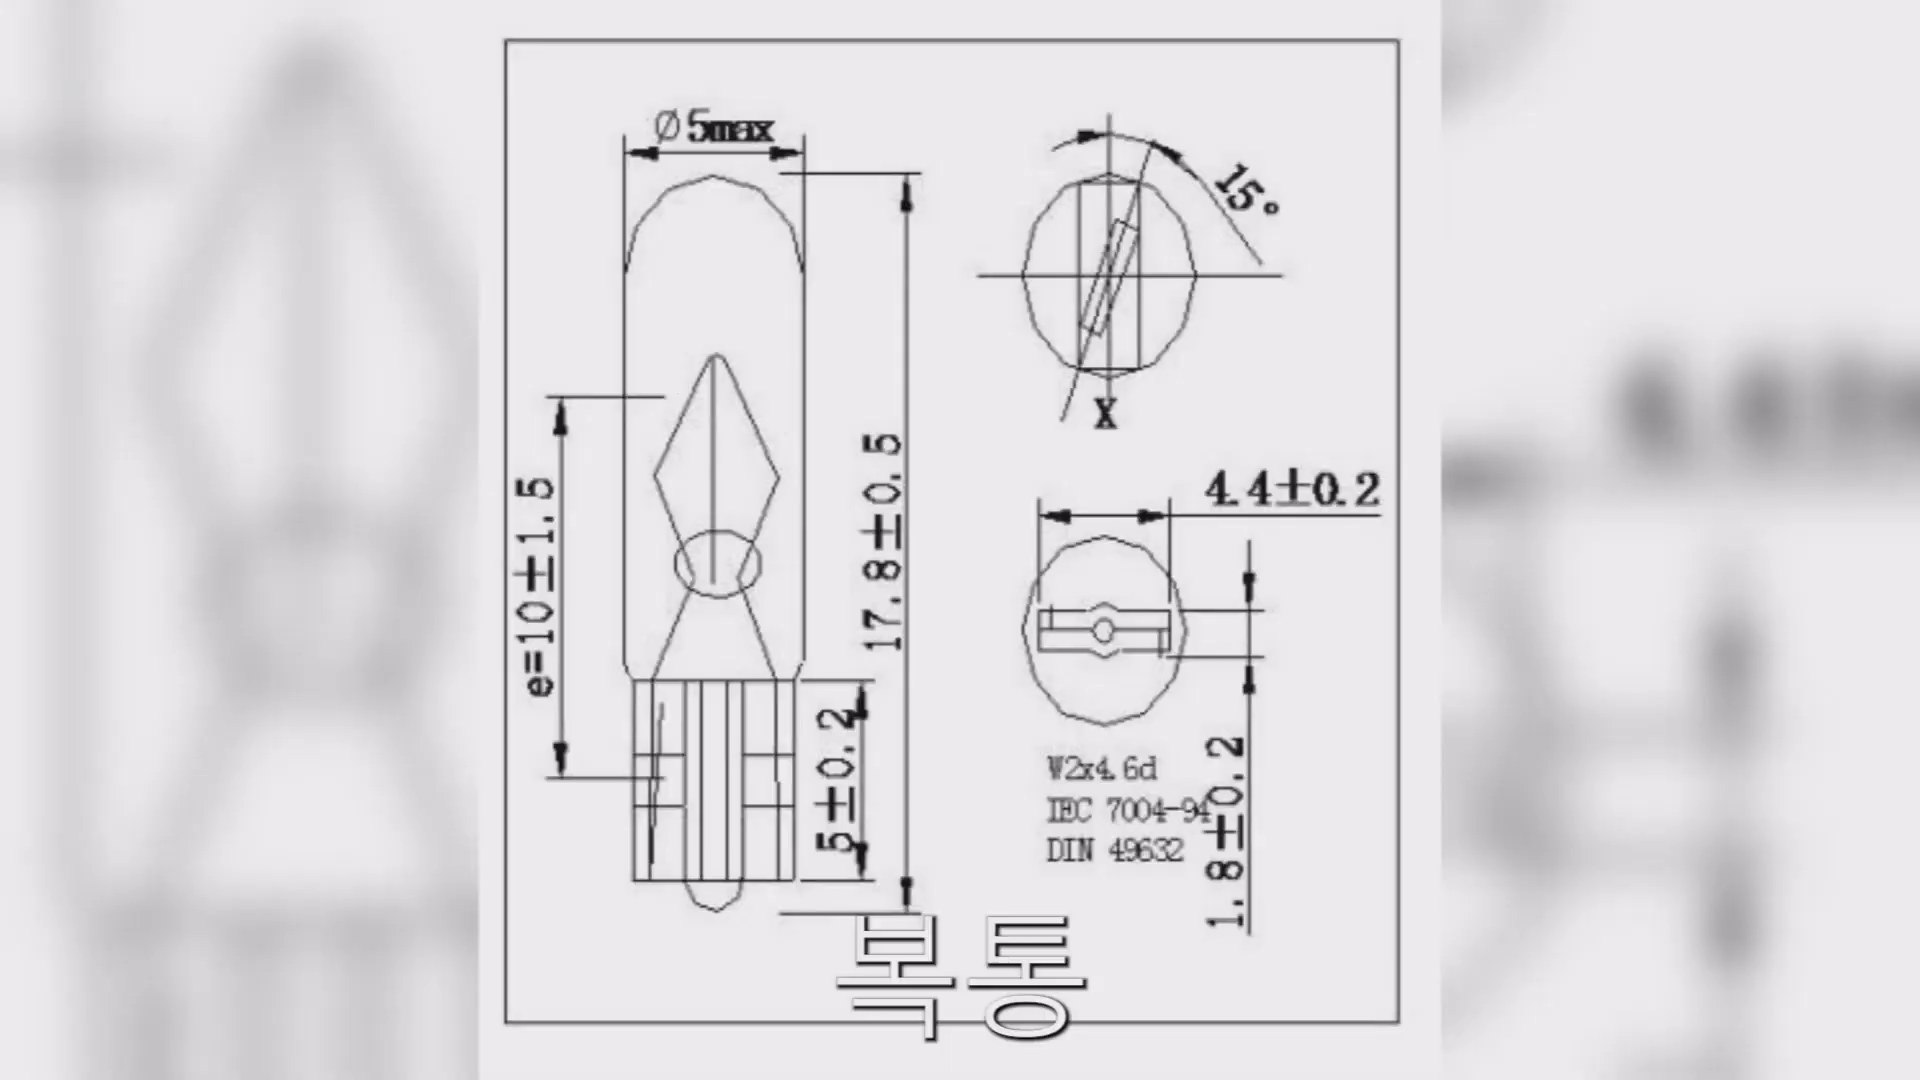 Ø5max
15°
X
e=10±1.5
17.8±0.5
4.4±0.2
5±0.2
1.8±0.2
W2x4.6d
IEC 7004-94
DIN 49632
볶통